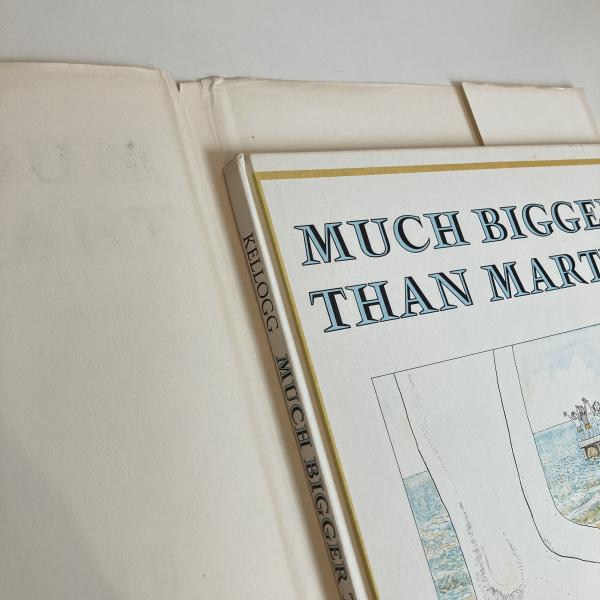 MUCH BIGGE
THAN MART
KELLOGG MUCH BIGGER T